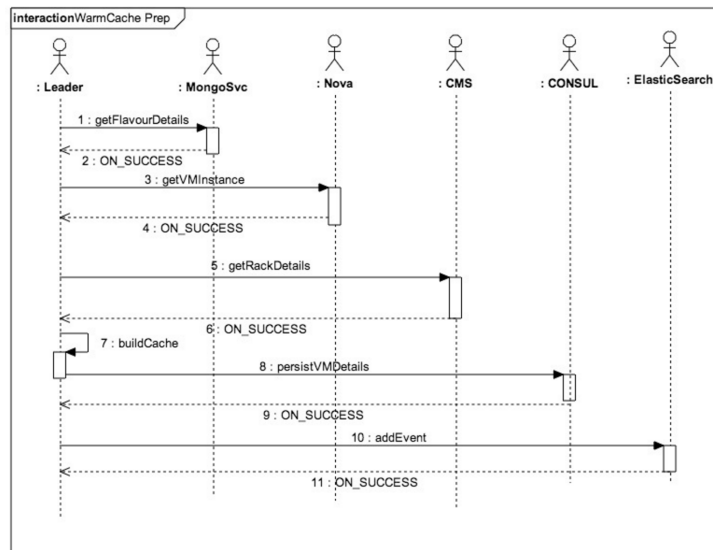 interactionWarmCache Prep
: Leader
: MongoSvc
: Nova
: CMS
: CONSUL
: ElasticSearch
1 : getFlavourDetails
2 : ON_SUCCESS
3 : getVMInstance
4 : ON_SUCCESS
5 : getRackDetails
6 : ON_SUCCESS
7 : buildCache
8 : persistVMDetails
9 : ON_SUCCESS
10 : addEvent
11 : ON_SUCCESS